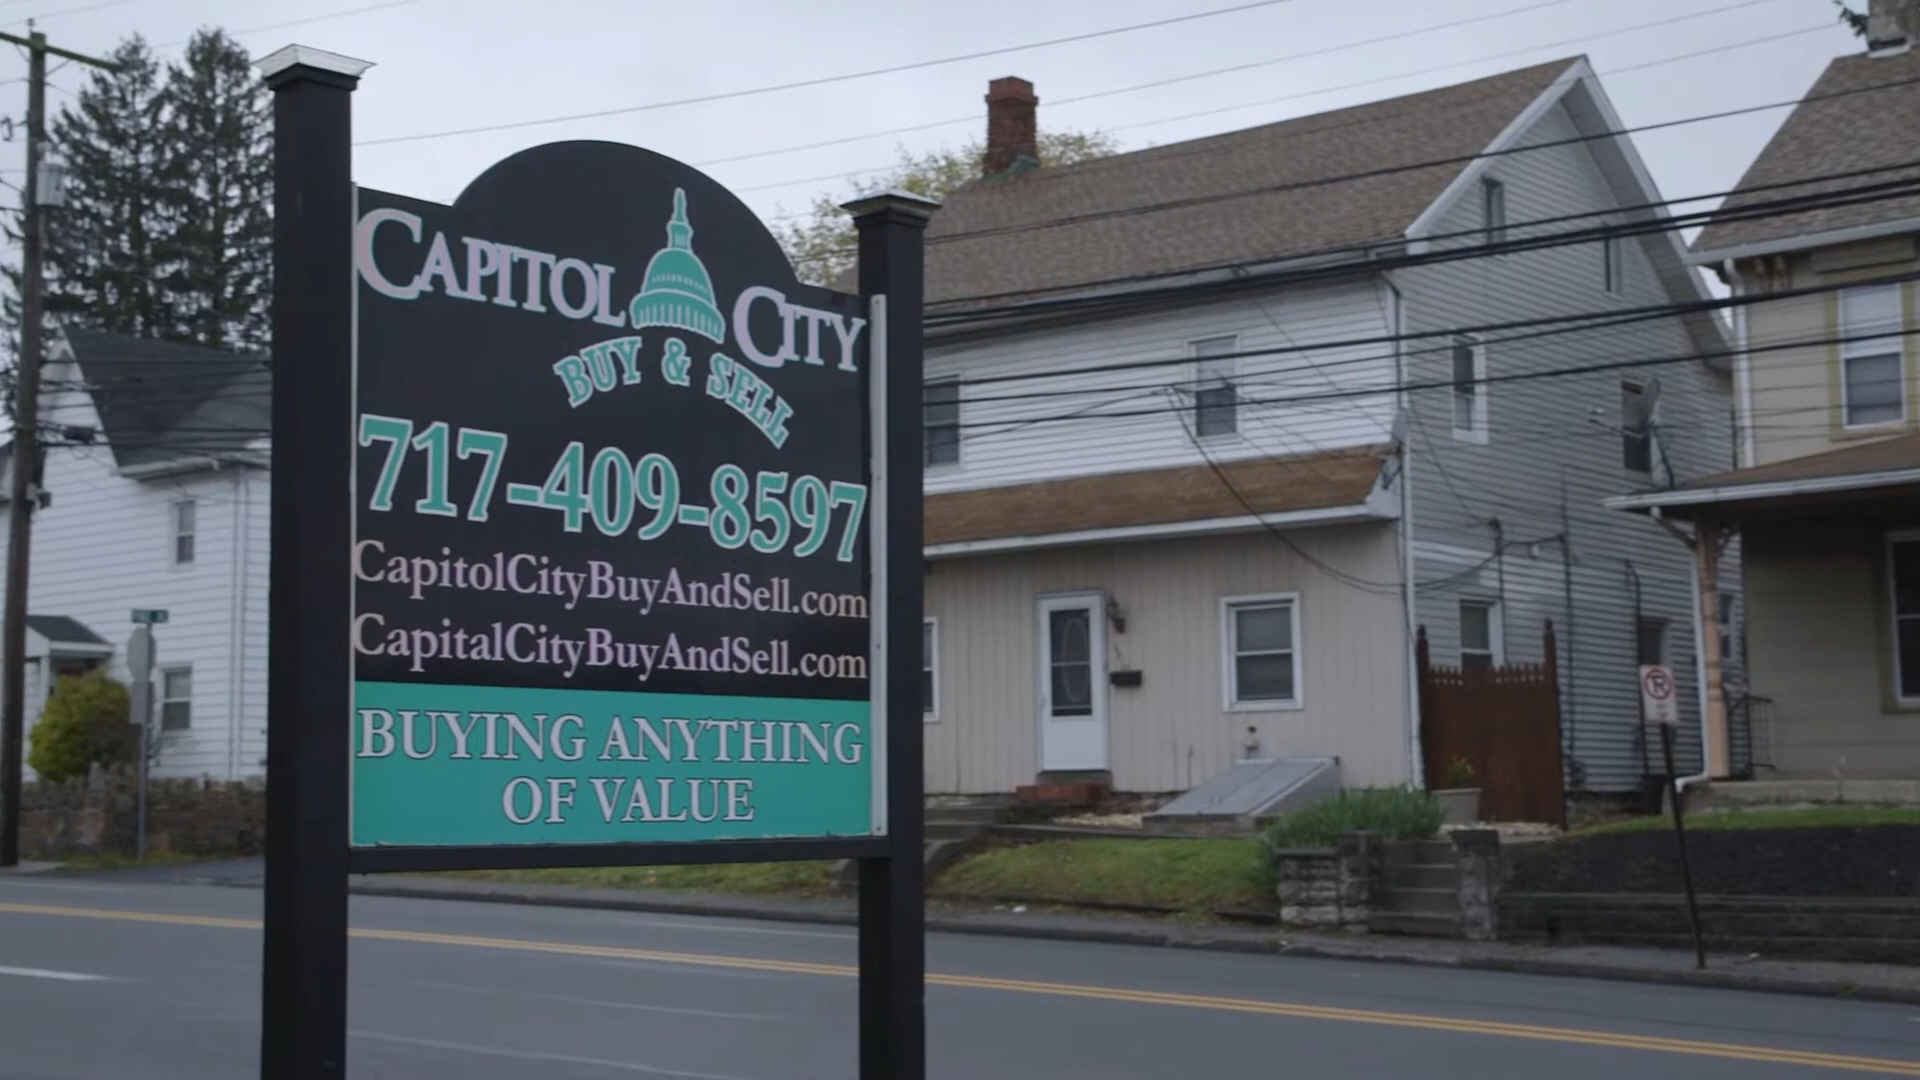 CAPITOL CITY
BUY & SELL
717-409-8597
CapitolCityBuyAndSell.com
CapitalCityBuyAndSell.com
BUYING ANYTHING
OF VALUE